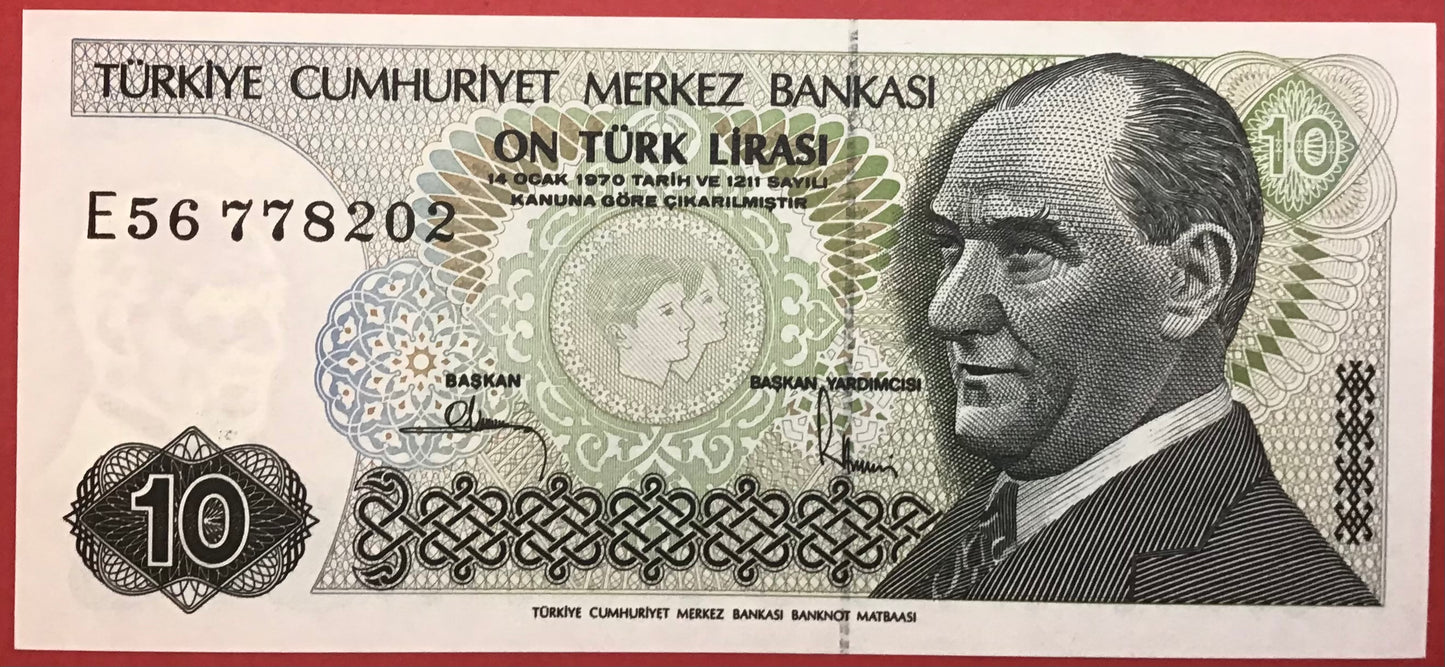 TÜRKİYE CUMHURİYET MERKEZ BANKASI
10
ON TÜRK LİRASI
14 OCAK 1970 TARİH VE 1211 SAYILI
KANUNA GÖRE ÇIKARILMIŞTIR
E56 778202
BAŞKAN
BAŞKAN YARDIMCISI
10
TÜRKİYE CUMHURİYET MERKEZ BANKASI BANKNOT MATBAASI